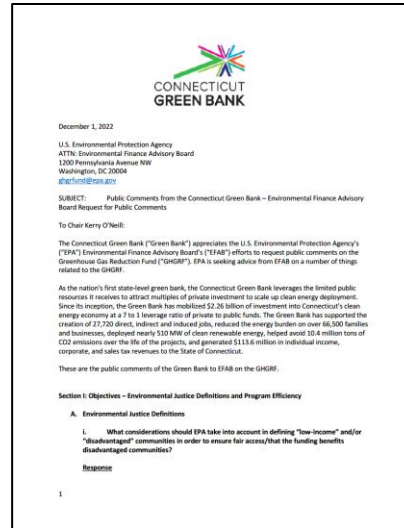 CONNECTICUT
GREEN BANK
December 1, 2022
U.S. Environmental Protection Agency
ATTN: Environmental Finance Advisory Board
1200 Pennsylvania Avenue NW
Washington, DC 20004
ghgrfund@epa.gov
SUBJECT: Public Comments from the Connecticut Green Bank – Environmental Finance Advisory
Board Request for Public Comments
To Chair Kerry O'Neill:
The Connecticut Green Bank ("Green Bank") appreciates the U.S. Environmental Protection Agency's
("EPA") Environmental Finance Advisory Board's ("EFAB") efforts to request public comments on the
Greenhouse Gas Reduction Fund ("GHGRF"). EPA is seeking advice from EFAB on a number of things
related to the GHGRF.
As the nation's first state-level green bank, the Connecticut Green Bank leverages the limited public
resources it receives to attract multiples of private investment to scale up clean energy deployment.
Since its inception, the Green Bank has mobilized $2.26 billion of investment into Connecticut's clean
energy economy at a 7 to 1 leverage ratio of private to public funds. The Green Bank has supported the
creation of 27,720 direct, indirect and induced jobs, reduced the energy burden on over 66,500 families
and businesses, deployed nearly 510 MW of clean renewable energy, helped avoid 10.4 million tons of
CO2 emissions over the life of the projects, and generated $113.6 million in individual income,
corporate, and sales tax revenues to the State of Connecticut.
These are the public comments of the Green Bank to EFAB on the GHGRF.
Section I: Objectives – Environmental Justice Definitions and Program Efficiency
A. Environmental Justice Definitions
i. What considerations should EPA take into account in defining "low-income" and/or
"disadvantaged" communities in order to ensure fair access/that the funding benefits
disadvantaged communities?
Response
1